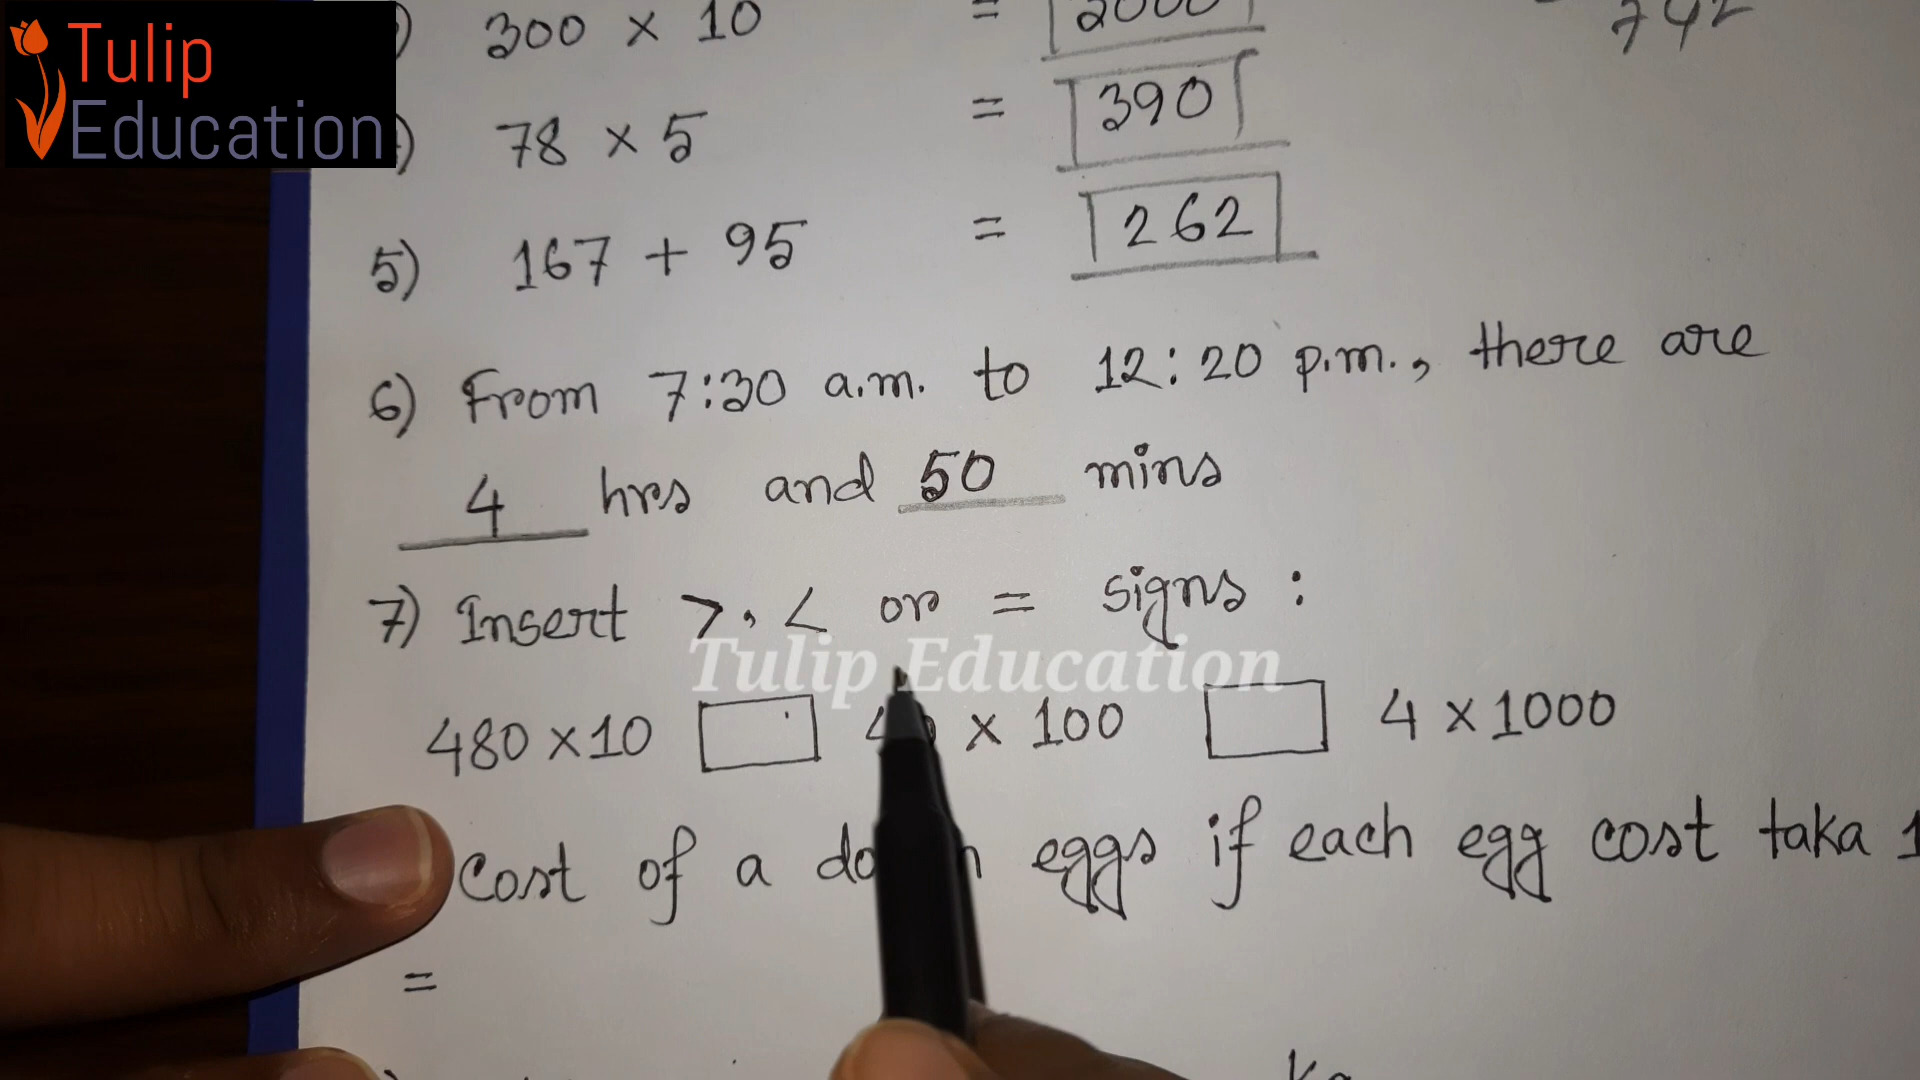 Tulip
Education
300 × 10 =
742
78 × 5 = 390
5) 167 + 95 = 262
6) From 7:30 a.m. to 12:20 p.m., there are
4 hrs and 50 mins
7) Insert >, < or = signs :
Tulip Education
480 × 10 × 100 4 × 1000
Cost of a eggs if each egg cost taka
=